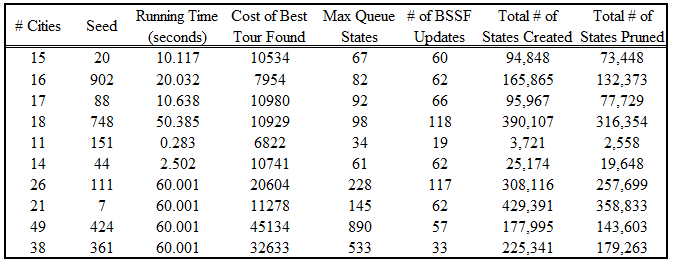 # Cities Seed Running Time (seconds) Cost of Best Tour Found Max Queue States # of BSSF Updates Total # of States Created Total # of States Pruned
15 20 10.117 10534 67 60 94,848 73,448
16 902 20.032 7954 82 62 165,865 132,373
17 88 10.638 10980 92 66 95,967 77,729
18 748 50.385 10929 98 118 390,107 316,354
11 151 0.283 6822 34 19 3,721 2,558
14 44 2.502 10741 61 62 25,174 19,648
26 111 60.001 20604 228 117 308,116 257,699
21 7 60.001 11278 145 62 429,391 358,833
49 424 60.001 45134 890 57 177,995 143,603
38 361 60.001 32633 533 33 225,341 179,263